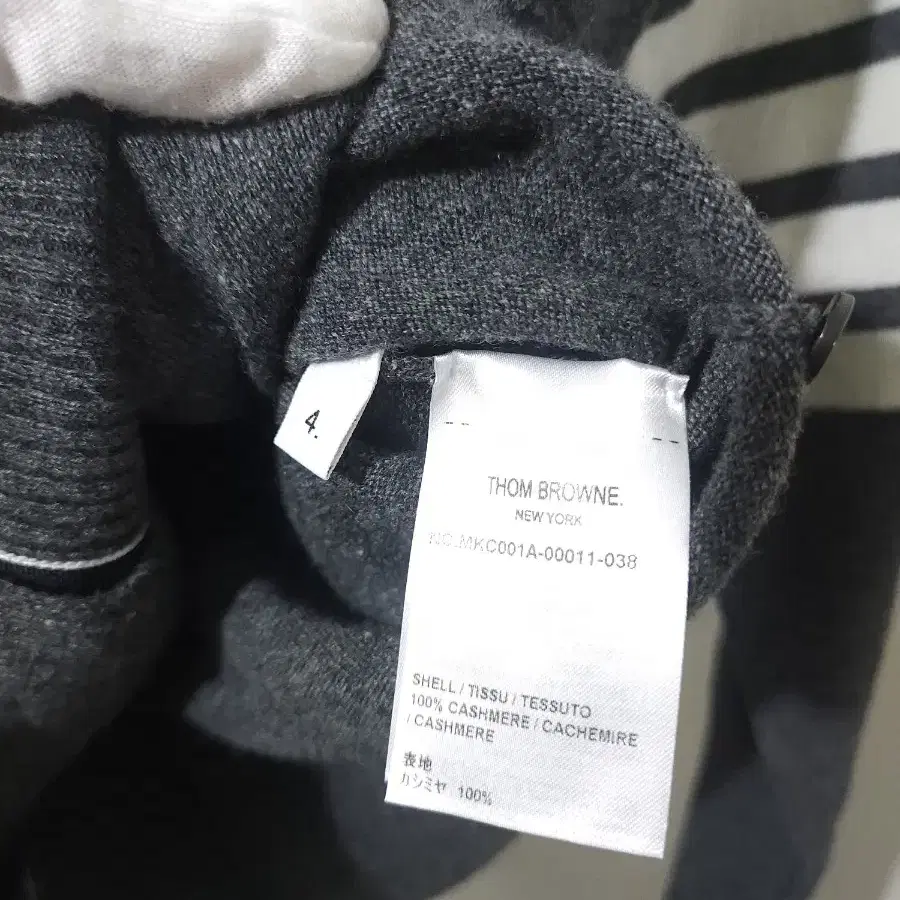 4.
THOM BROWNE.
NEW YORK
NO.MKC001A-00011-038
SHELL / TISSU / TESSUTO
100% CASHMERE / CACHEMIRE
/ CASHMERE
表地
カシミヤ 100%